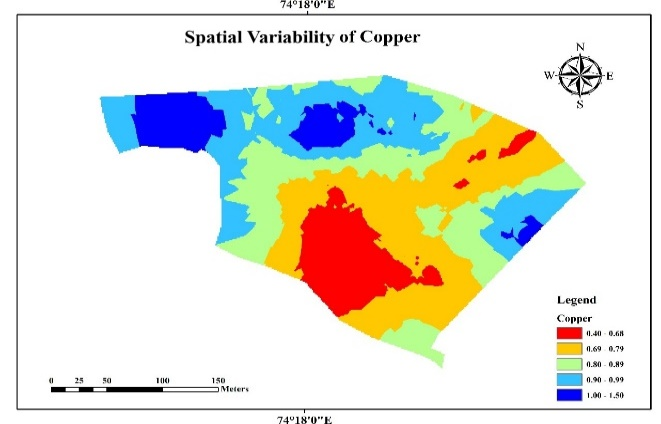 74°18'0"E
Spatial Variability of Copper
N
W E
S
Legend
Copper
0.40 - 0.68
0.69 - 0.79
0.80 - 0.89
0.90 - 0.99
1.00 - 1.50
0 25 50 100 150
Meters
74°18'0"E